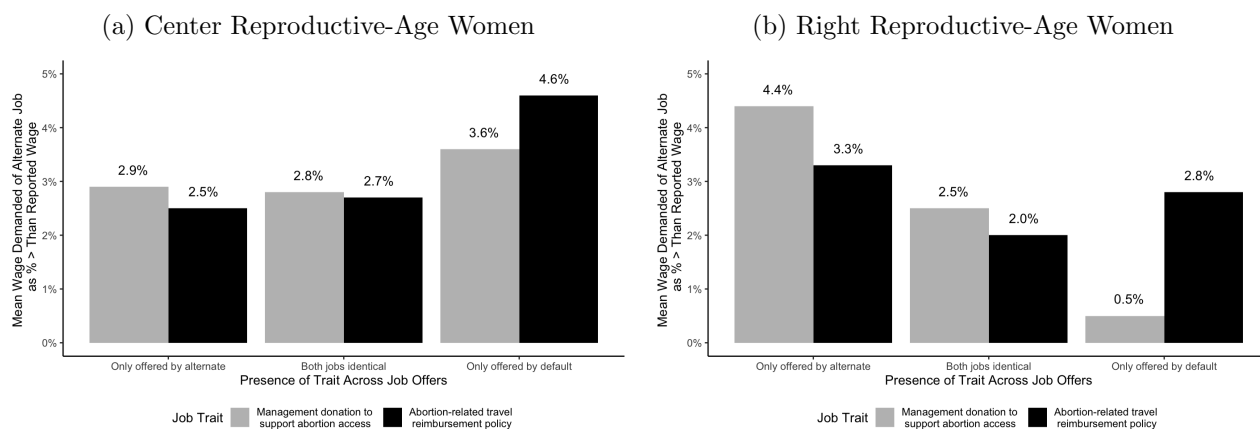 (a) Center Reproductive-Age Women
Mean Wage Demanded of Alternate Job
as % > Than Reported Wage
5%
4%
3%
2%
1%
0%
2.9%
2.5%
2.8%
2.7%
3.6%
4.6%
Only offered by alternate
Both jobs identical
Only offered by default
Presence of Trait Across Job Offers
Job Trait
Management donation to
support abortion access
Abortion-related travel
reimbursement policy
(b) Right Reproductive-Age Women
Mean Wage Demanded of Alternate Job
as % > Than Reported Wage
5%
4%
3%
2%
1%
0%
4.4%
3.3%
2.5%
2.0%
0.5%
2.8%
Only offered by alternate
Both jobs identical
Only offered by default
Presence of Trait Across Job Offers
Job Trait
Management donation to
support abortion access
Abortion-related travel
reimbursement policy